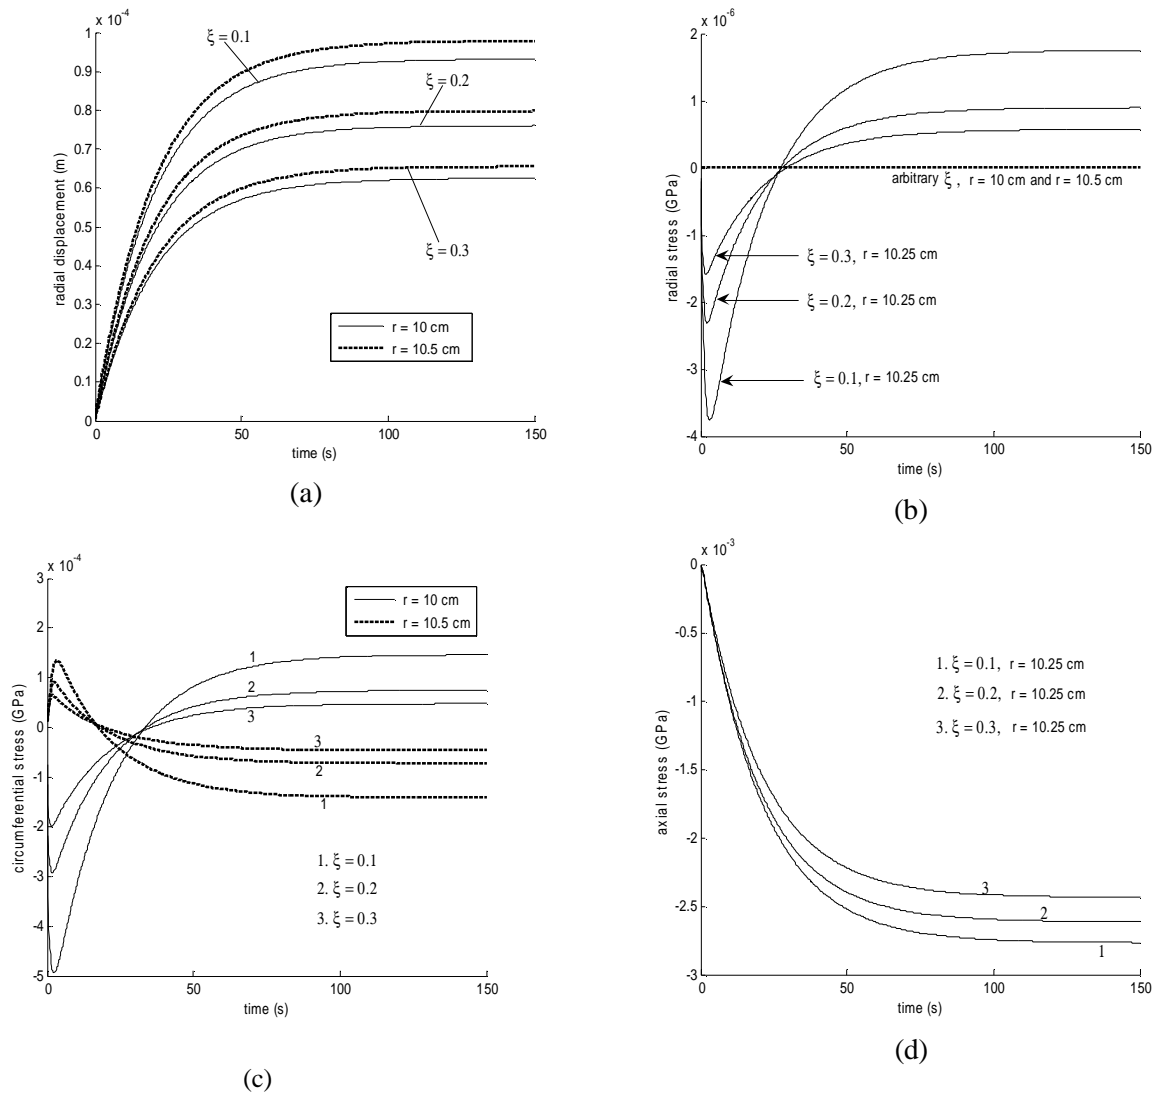 x 10-4
1
0.9
0.8
0.7
0.6
0.5
0.4
0.3
0.2
0.1
0
radial displacement (m)
ξ = 0.1
ξ = 0.2
ξ = 0.3
r = 10 cm
r = 10.5 cm
0 50 100 150
time (s)
(a)
x 10-6
2
1
0
-1
-2
-3
-4
radial stress (GPa)
arbitrary ξ , r = 10 cm and r = 10.5 cm
ξ = 0.3, r = 10.25 cm
ξ = 0.2, r = 10.25 cm
ξ = 0.1, r = 10.25 cm
0 50 100 150
time (s)
(b)
x 10-4
3
2
1
0
-1
-2
-3
-4
-5
circumferential stress (GPa)
r = 10 cm
r = 10.5 cm
1
2
3
3
2
1
1. ξ = 0.1
2. ξ = 0.2
3. ξ = 0.3
0 50 100 150
time (s)
(c)
x 10-3
0
-0.5
-1
-1.5
-2
-2.5
-3
axial stress (GPa)
1. ξ = 0.1, r = 10.25 cm
2. ξ = 0.2, r = 10.25 cm
3. ξ = 0.3, r = 10.25 cm
3
2
1
0 50 100 150
time (s)
(d)